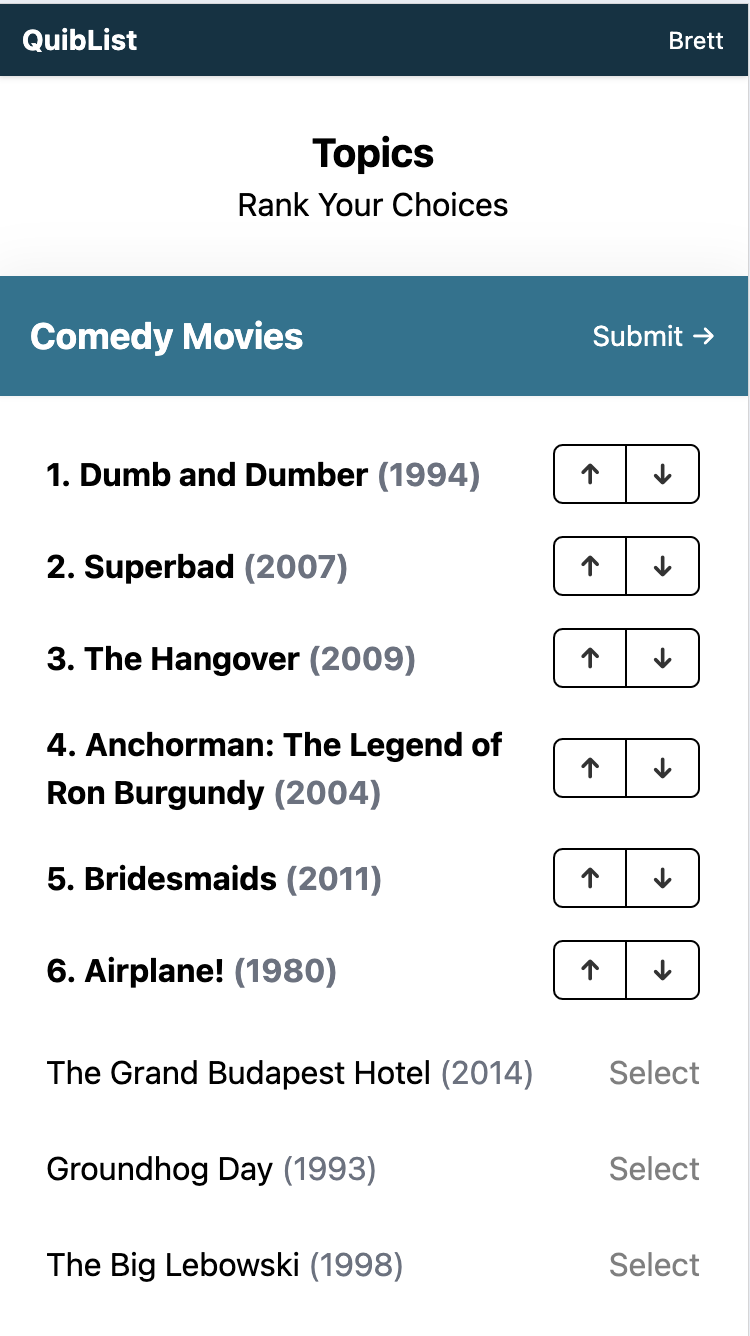 QuibList Brett
Topics
Rank Your Choices
Comedy Movies Submit →
1. Dumb and Dumber (1994) ↑ ↓
2. Superbad (2007) ↑ ↓
3. The Hangover (2009) ↑ ↓
4. Anchorman: The Legend of
Ron Burgundy (2004) ↑ ↓
5. Bridesmaids (2011) ↑ ↓
6. Airplane! (1980) ↑ ↓
The Grand Budapest Hotel (2014) Select
Groundhog Day (1993) Select
The Big Lebowski (1998) Select